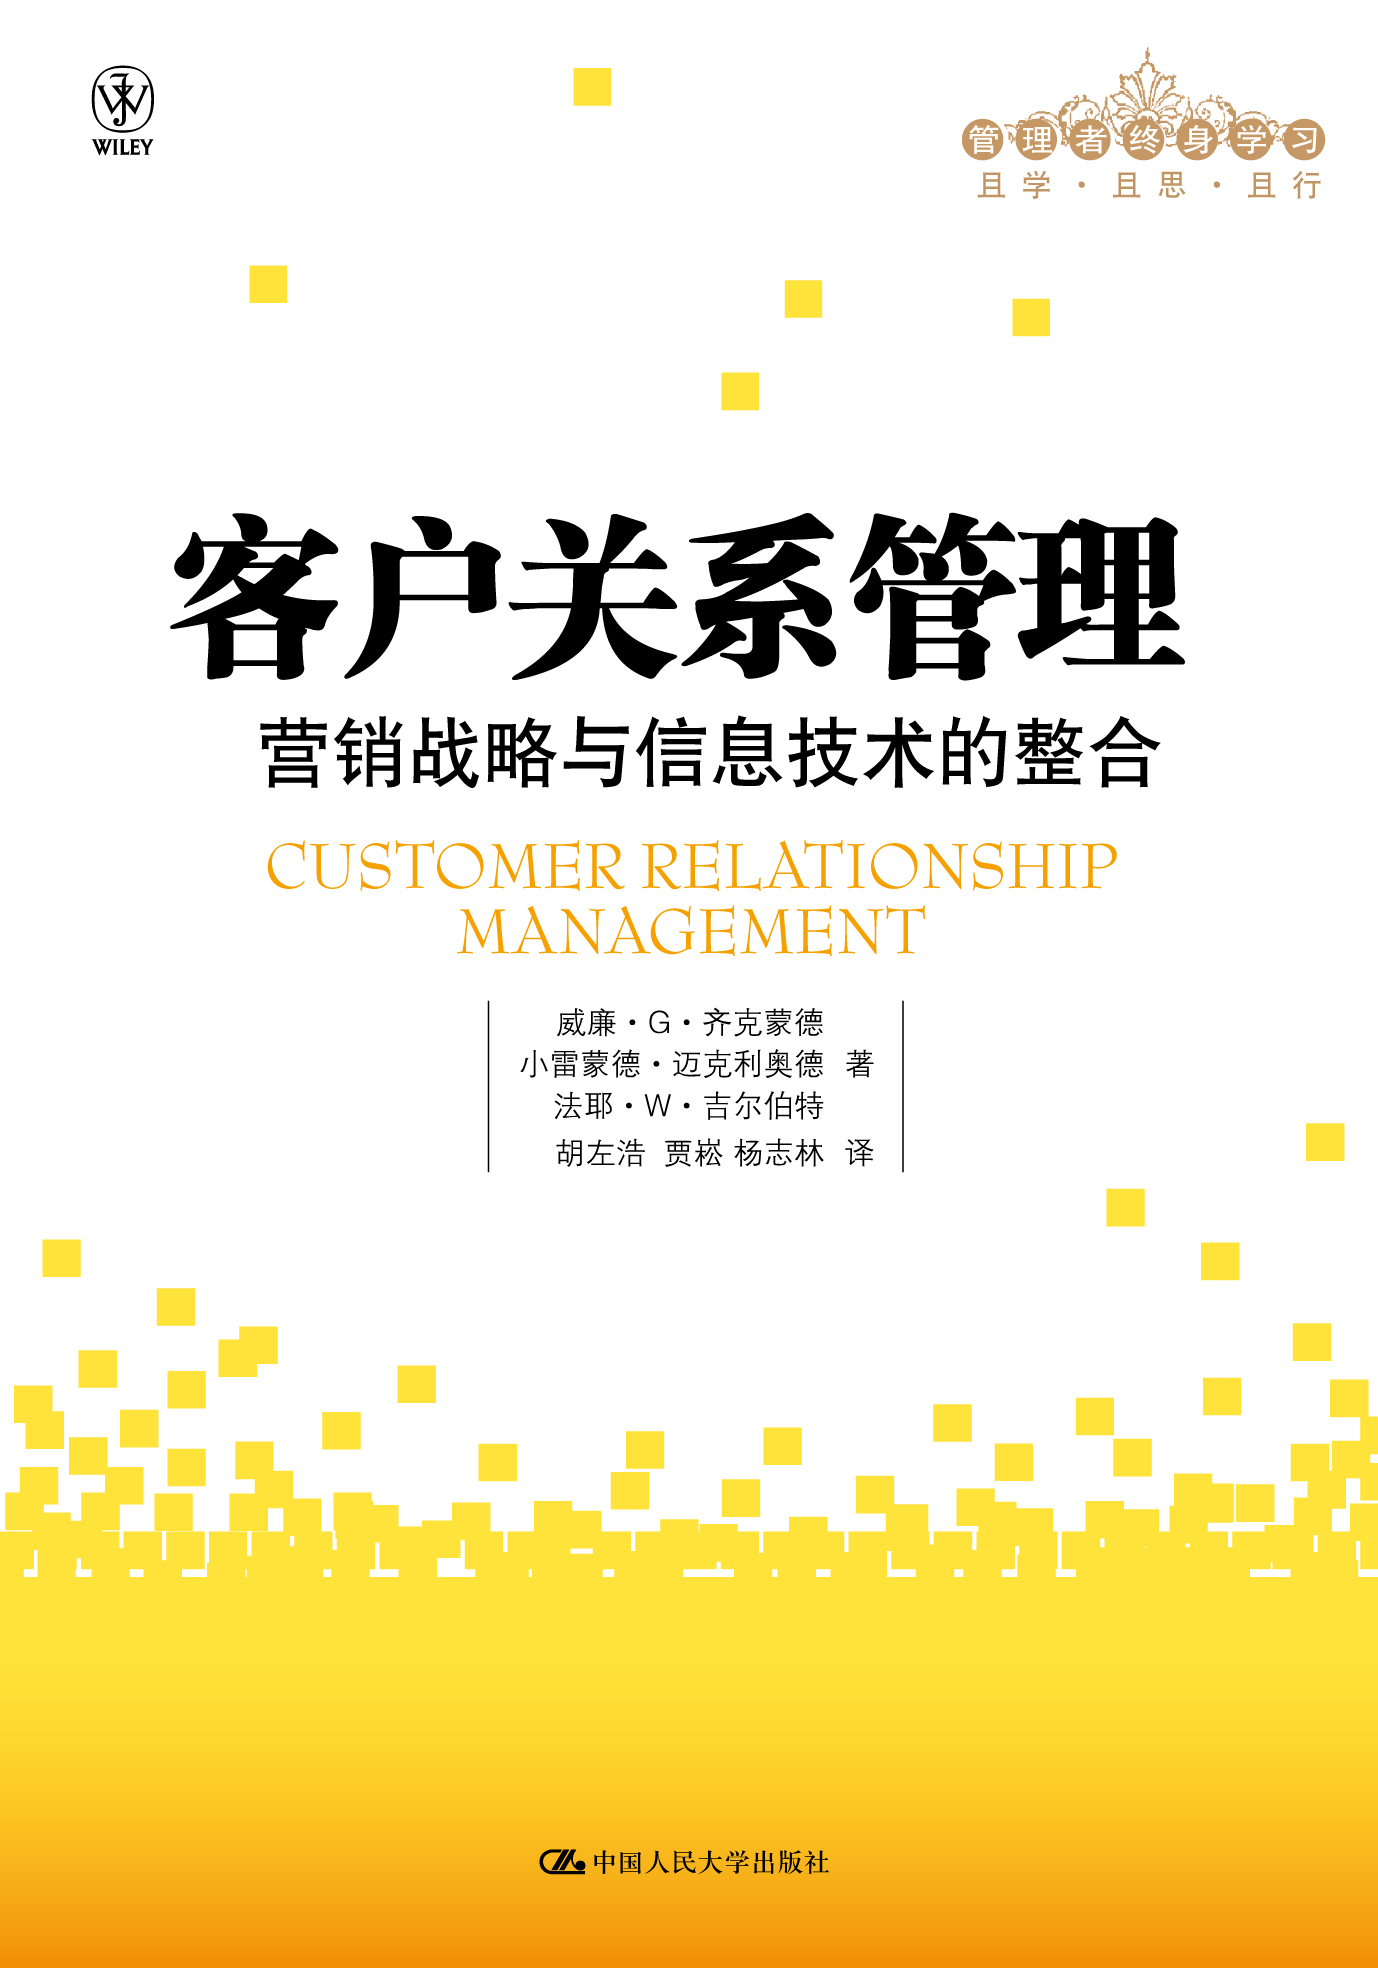 WILEY
管理者终身学习
且学·且思·且行
客户关系管理
营销战略与信息技术的整合
CUSTOMER RELATIONSHIP
MANAGEMENT
威廉·G·齐克蒙德
小雷蒙德·迈克利奥德 著
法耶·W·吉尔伯特
胡左浩 贾崧 杨志林 译
中国人民大学出版社